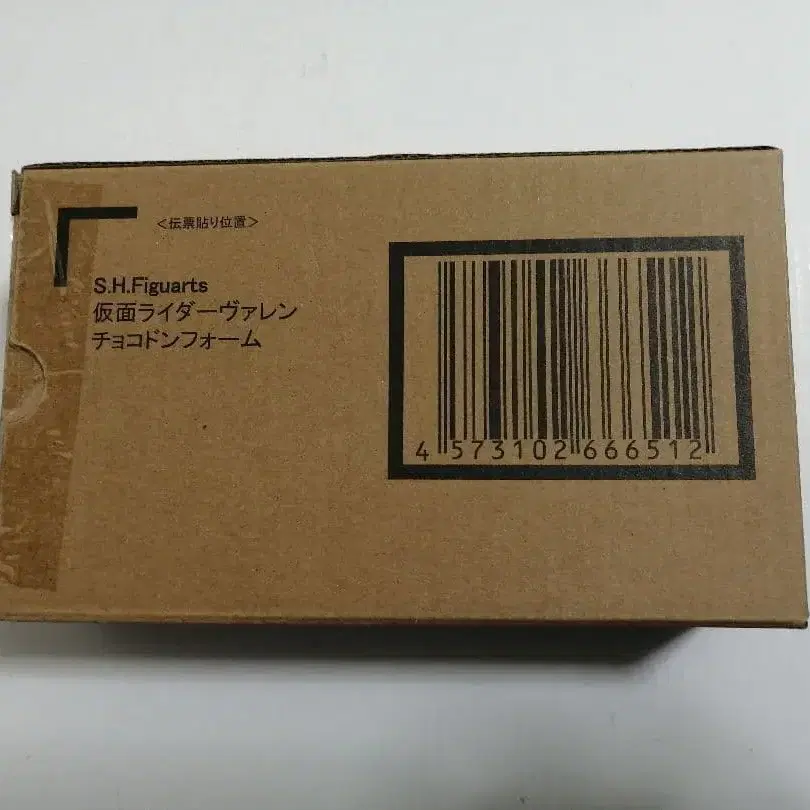 <伝票貼り位置>
S.H.Figuarts
仮面ライダーヴァレン
チョコドンフォーム
4 573102 666512